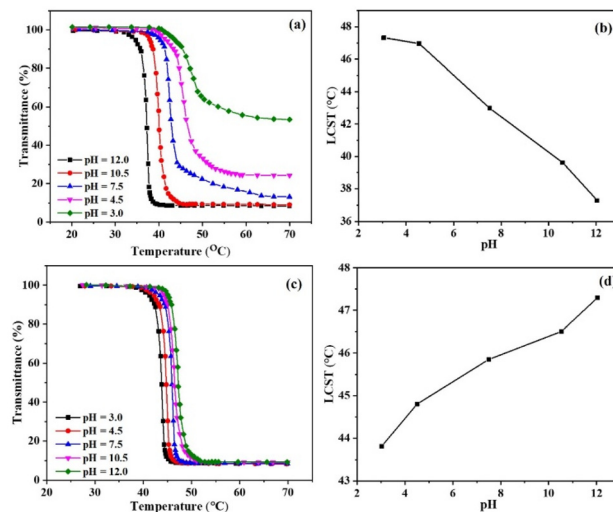 (a)
Transmittance (%)
100
80
60
40
20
0
pH = 12.0
pH = 10.5
pH = 7.5
pH = 4.5
pH = 3.0
10 20 30 40 50 60 70
Temperature (OC)
(b)
LCST (°C)
48
46
44
42
40
38
36
2 4 6 8 10 12
pH
(c)
Transmittance (%)
100
80
60
40
20
0
pH = 3.0
pH = 4.5
pH = 7.5
pH = 10.5
pH = 12.0
20 30 40 50 60 70
Temperature (°C)
(d)
LCST (°C)
48
47
46
45
44
43
2 4 6 8 10 12
pH